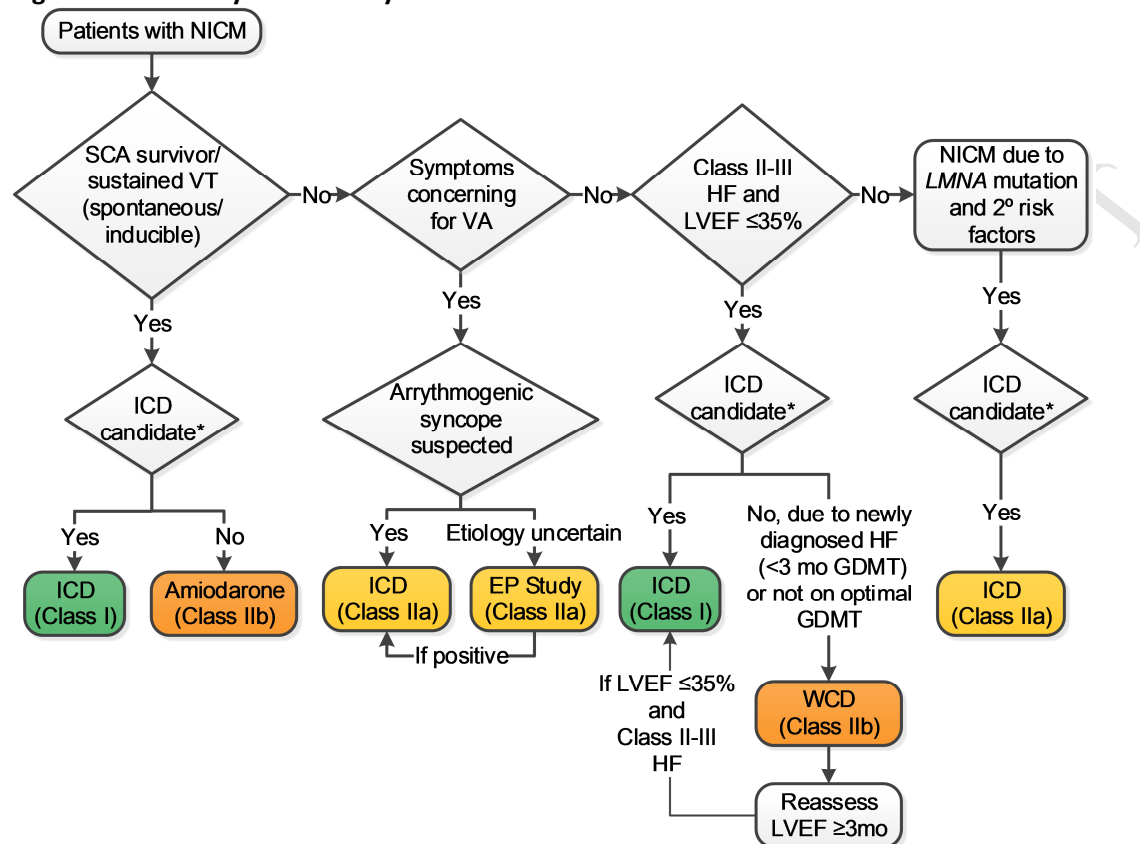 Patients with NICM
SCA survivor/
sustained VT
(spontaneous/
inducible)
No
Symptoms
concerning
for VA
No
Class II-III
HF and
LVEF ≤35%
No
NICM due to
LMNA mutation
and 2º risk
factors
Yes
Yes
Yes
Yes
ICD
candidate*
Arrythmogenic
syncope
suspected
ICD
candidate*
ICD
candidate*
Yes
No
Yes
Etiology uncertain
Yes
No, due to newly
diagnosed HF
(<3 mo GDMT)
or not on optimal
GDMT
Yes
ICD
(Class I)
Amiodarone
(Class IIb)
ICD
(Class IIa)
EP Study
(Class IIa)
ICD
(Class I)
ICD
(Class IIa)
If positive
If LVEF ≤35%
and
Class II-III
HF
WCD
(Class IIb)
Reassess
LVEF ≥3mo